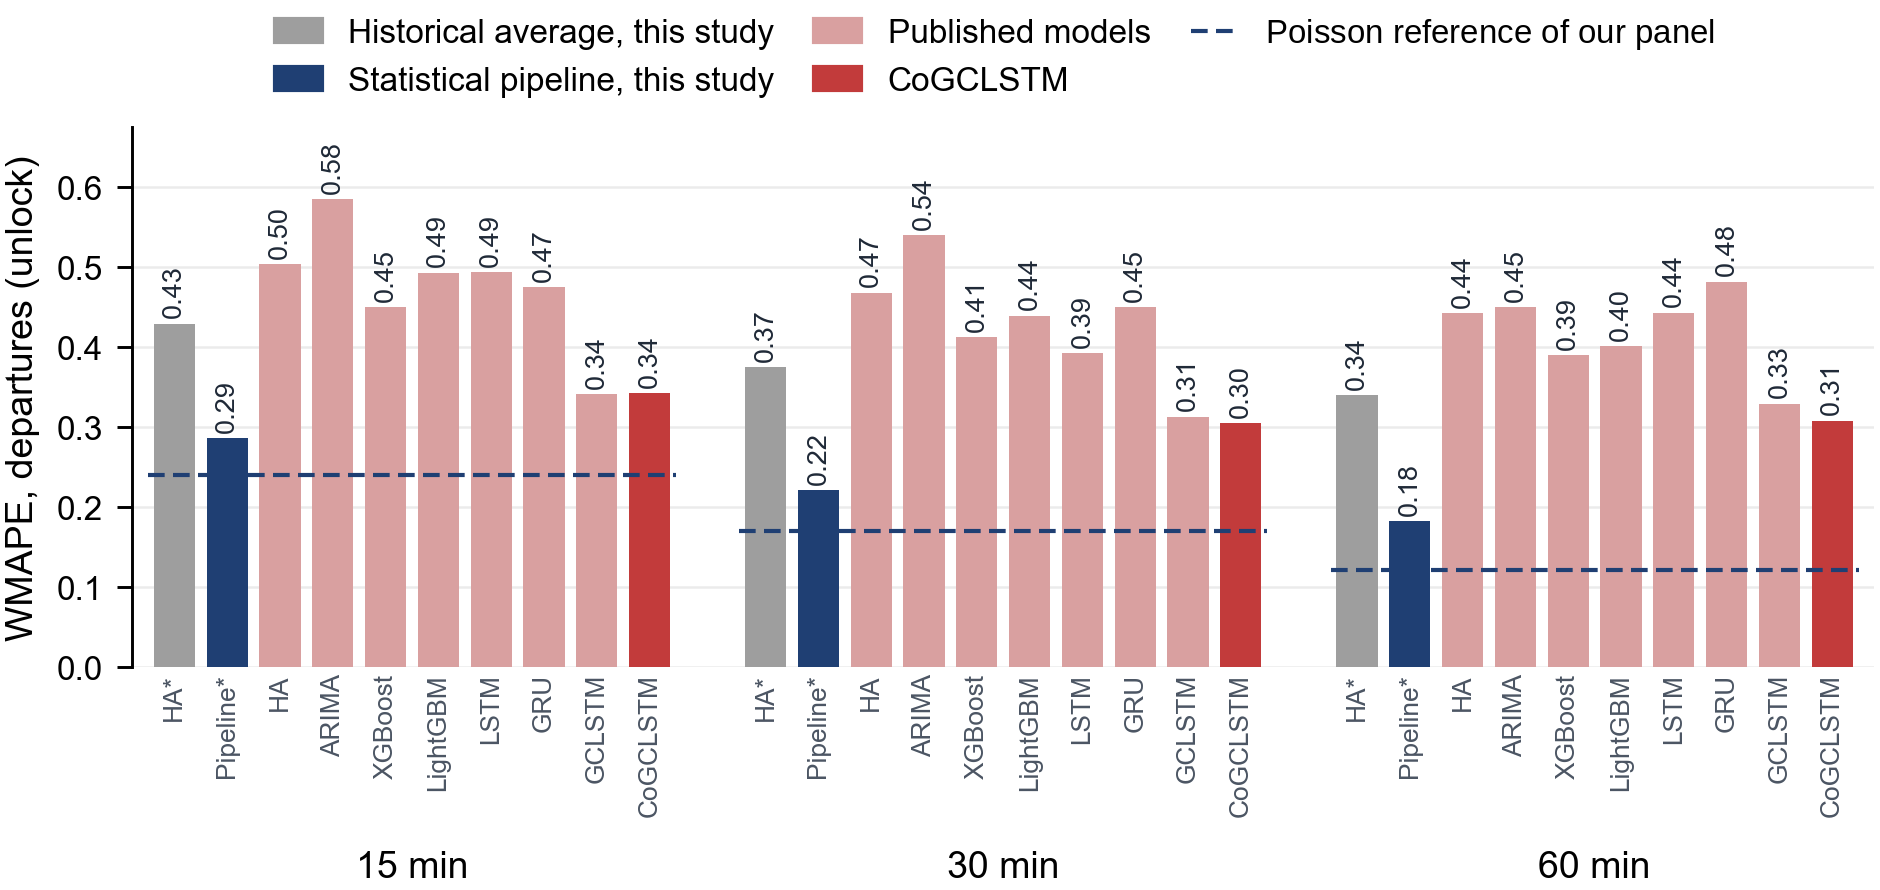 Historical average, this study
Published models
Poisson reference of our panel
Statistical pipeline, this study
CoGCLSTM
WMAPE, departures (unlock)
0.6
0.5
0.4
0.3
0.2
0.1
0.0
0.43
0.29
0.50
0.58
0.45
0.49
0.49
0.47
0.34
0.34
0.37
0.22
0.47
0.54
0.41
0.44
0.39
0.45
0.31
0.30
0.34
0.18
0.44
0.45
0.39
0.40
0.44
0.48
0.33
0.31
HA*
Pipeline*
HA
ARIMA
XGBoost
LightGBM
LSTM
GRU
GCLSTM
CoGCLSTM
HA*
Pipeline*
HA
ARIMA
XGBoost
LightGBM
LSTM
GRU
GCLSTM
CoGCLSTM
HA*
Pipeline*
HA
ARIMA
XGBoost
LightGBM
LSTM
GRU
GCLSTM
CoGCLSTM
15 min
30 min
60 min